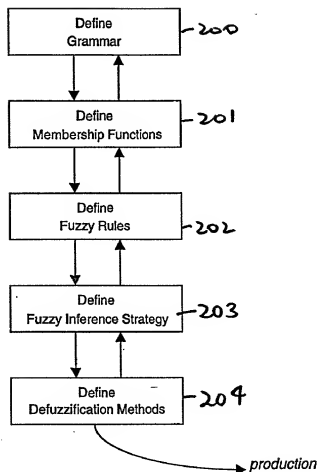 Define
Grammar
200
Define
Membership Functions
201
Define
Fuzzy Rules
202
Define
Fuzzy Inference Strategy
203
Define
Defuzzification Methods
204
production